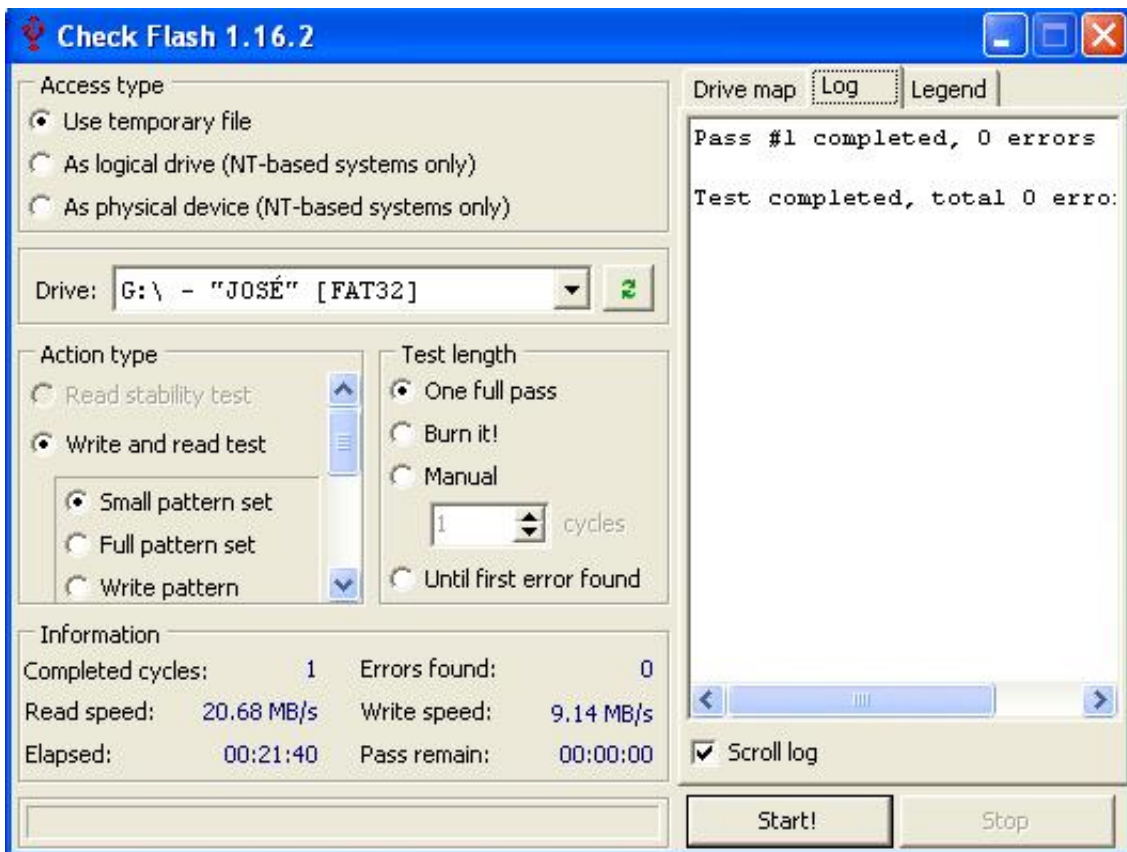 Check Flash 1.16.2
Access type
Use temporary file
As logical drive (NT-based systems only)
As physical device (NT-based systems only)
Drive: G:\ - "JOSÉ" [FAT32]
Action type
Read stability test
Write and read test
Small pattern set
Full pattern set
Write pattern
Test length
One full pass
Burn it!
Manual
1 cycles
Until first error found
Information
Completed cycles: 1 Errors found: 0
Read speed: 20.68 MB/s Write speed: 9.14 MB/s
Elapsed: 00:21:40 Pass remain: 00:00:00
Drive map Log Legend
Pass #1 completed, 0 errors
Test completed, total 0 erro
Scroll log
Start! Stop